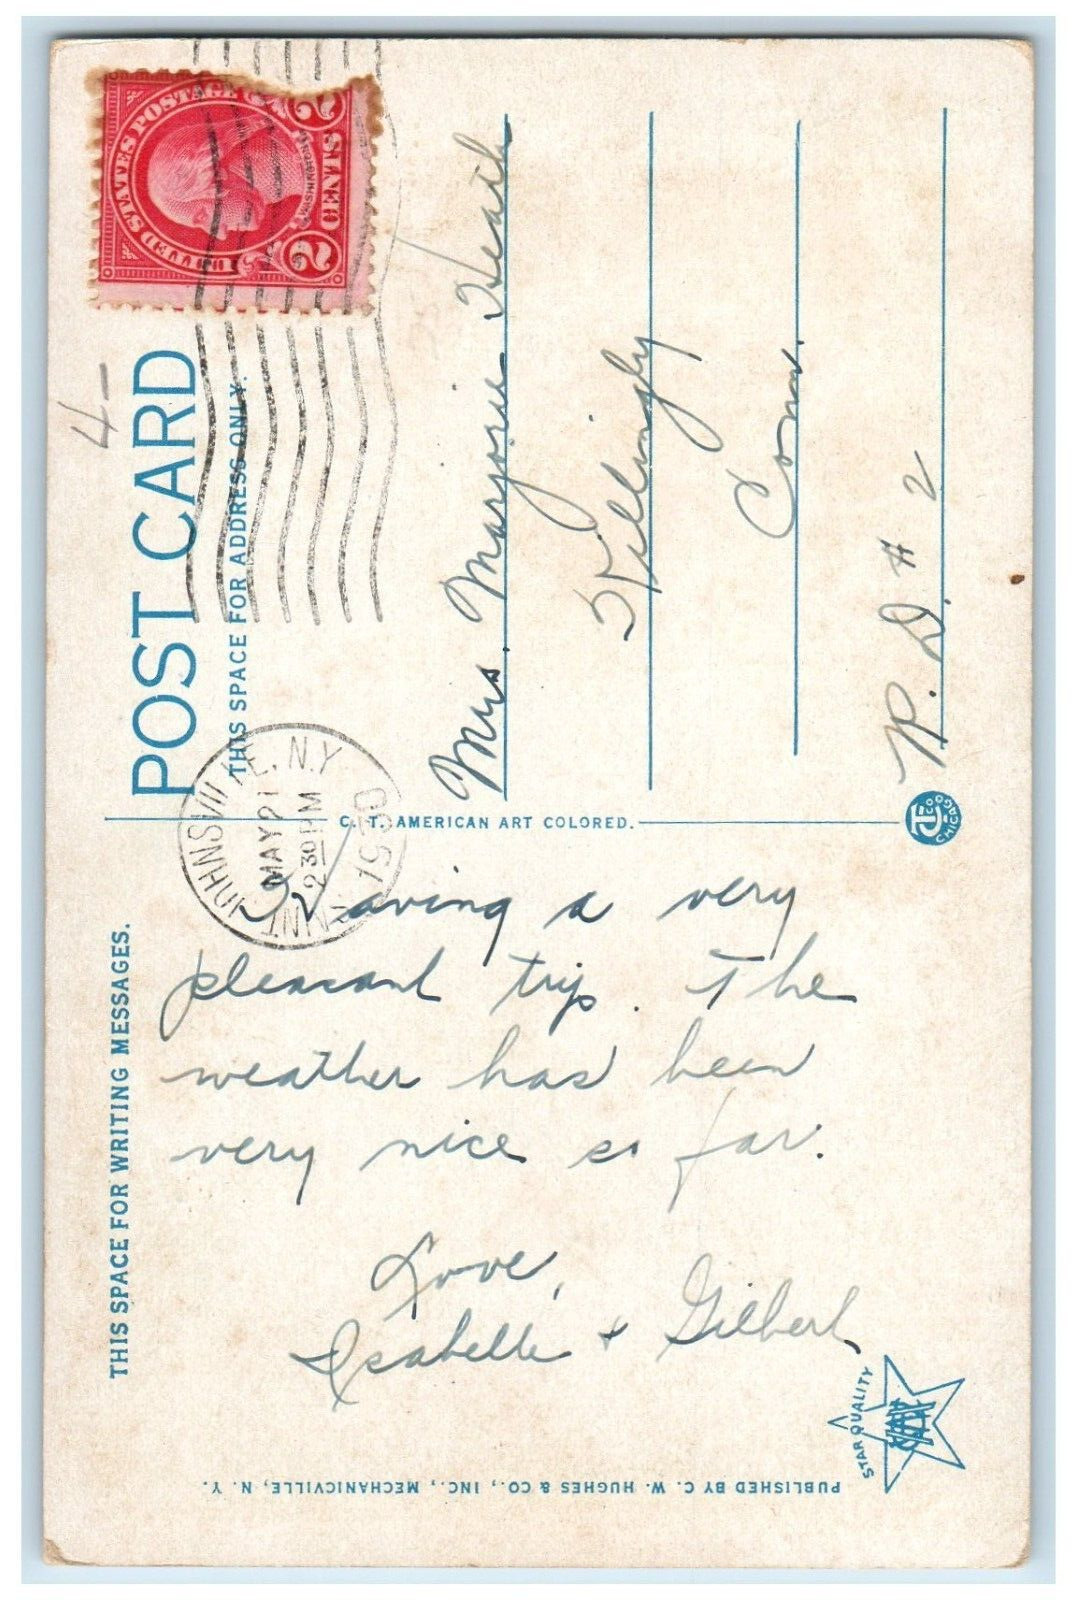 THIS SPACE FOR WRITING MESSAGES.
POST CARD
THIS SPACE FOR ADDRESS ONLY.
UNITED STATES POSTAGE
WASHINGTON
2 CENTS 2
JOHNSVILLE, N.Y.
MAY 21
2 30 PM
1930
4-
Having a very
pleasant trip. The
weather has been
very nice so far.
Love,
Isabelle + Gilbert
Mrs. Marjorie Heath
Killingly
Conn.
R.D. # 2
C. T. AMERICAN ART COLORED.
CHICAGO
PUBLISHED BY C. W. HUGHES & CO., INC., MECHANICVILLE, N. Y.
STAR QUALITY